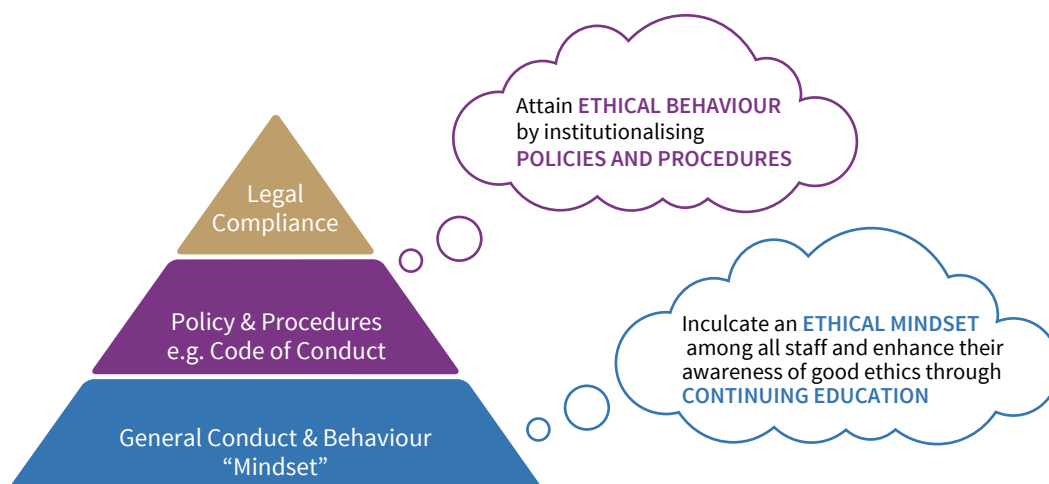 Attain ETHICAL BEHAVIOUR
by institutionalising
POLICIES AND PROCEDURES
Legal
Compliance
Policy & Procedures
e.g. Code of Conduct
Inculcate an ETHICAL MINDSET
among all staff and enhance their
awareness of good ethics through
CONTINUING EDUCATION
General Conduct & Behaviour
“Mindset”